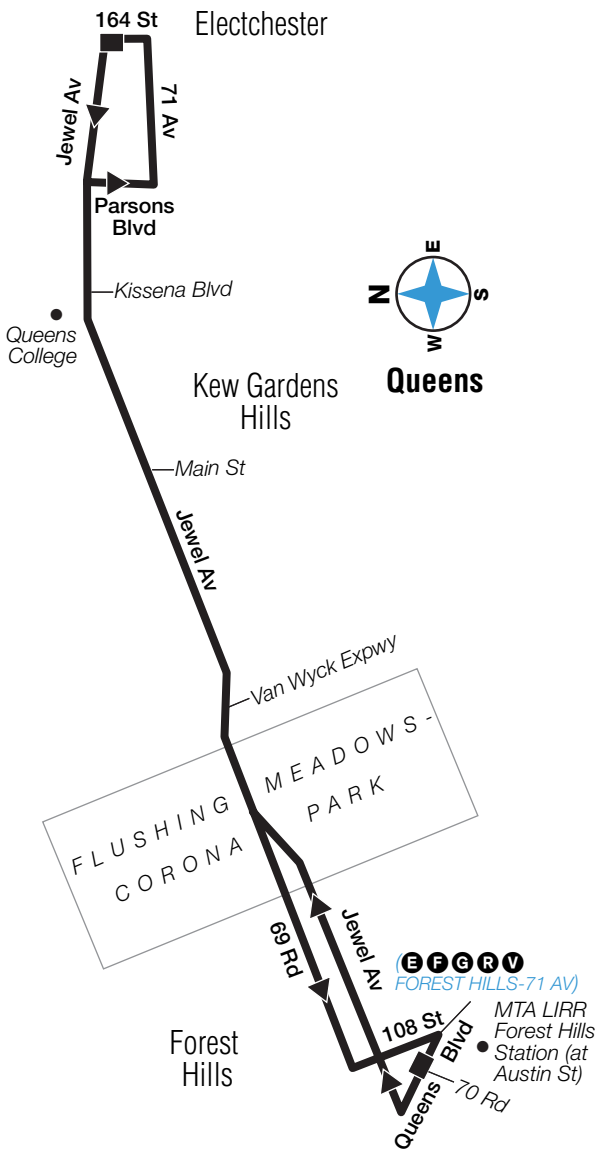 164 St
Electchester
Jewel Av
71 Av
Parsons
Blvd
Kissena Blvd
Queens
College
E
N
S
W
Queens
Kew Gardens
Hills
Main St
Jewel Av
Van Wyck Expwy
FLUSHING MEADOWS-
CORONA PARK
69 Rd
Jewel Av
(E F G R V
FOREST HILLS-71 AV)
MTA LIRR
Forest Hills
Station (at
Austin St)
108 St
Queens Blvd
70 Rd
Forest
Hills